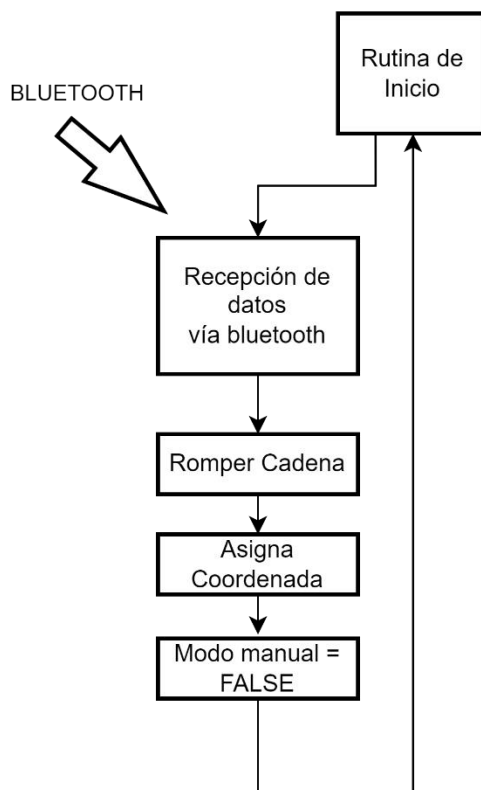 Rutina de
Inicio
BLUETOOTH
Recepción de
datos
vía bluetooth
Romper Cadena
Asigna
Coordenada
Modo manual =
FALSE